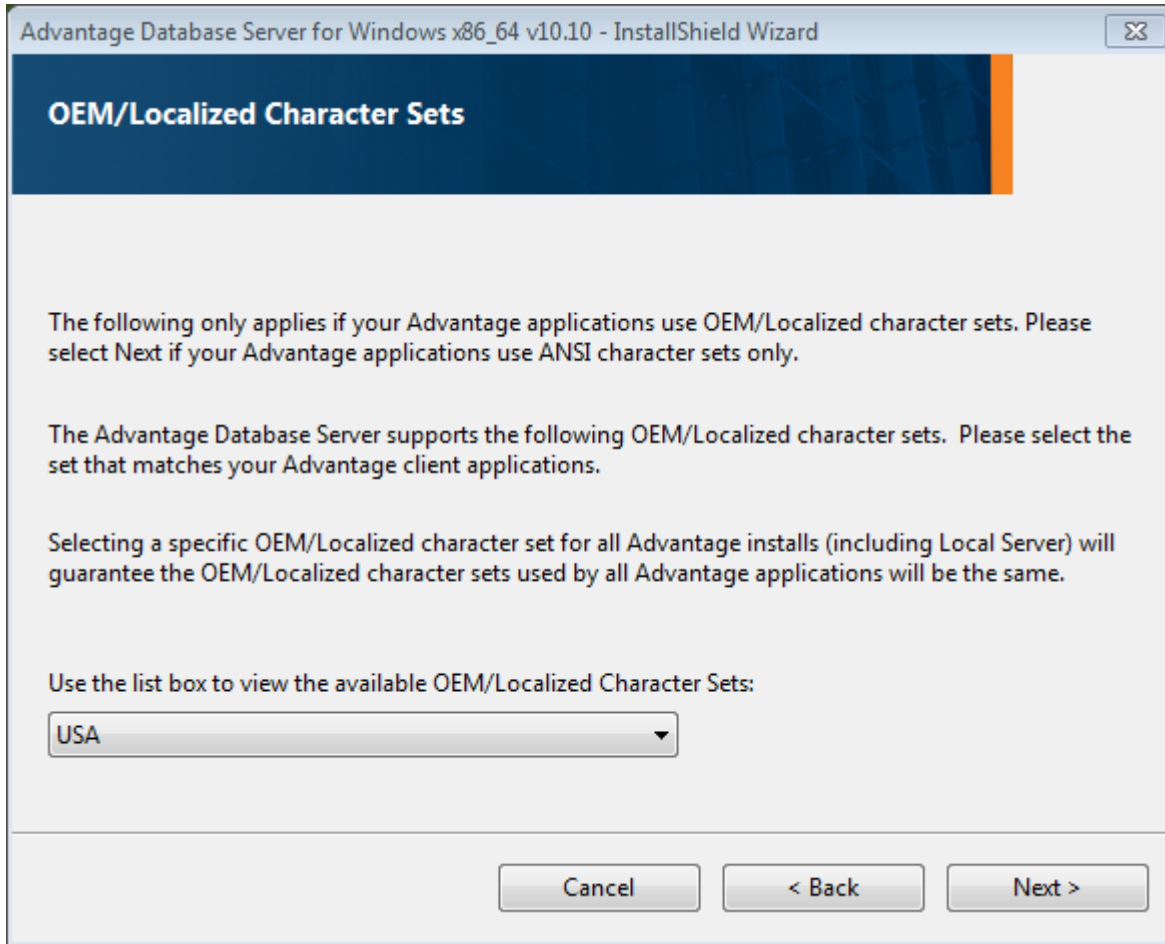 Advantage Database Server for Windows x86_64 v10.10 - InstallShield Wizard
OEM/Localized Character Sets
The following only applies if your Advantage applications use OEM/Localized character sets. Please
select Next if your Advantage applications use ANSI character sets only.
The Advantage Database Server supports the following OEM/Localized character sets.  Please select the
set that matches your Advantage client applications.
Selecting a specific OEM/Localized character set for all Advantage installs (including Local Server) will
guarantee the OEM/Localized character sets used by all Advantage applications will be the same.
Use the list box to view the available OEM/Localized Character Sets:
USA
Cancel
< Back
Next >